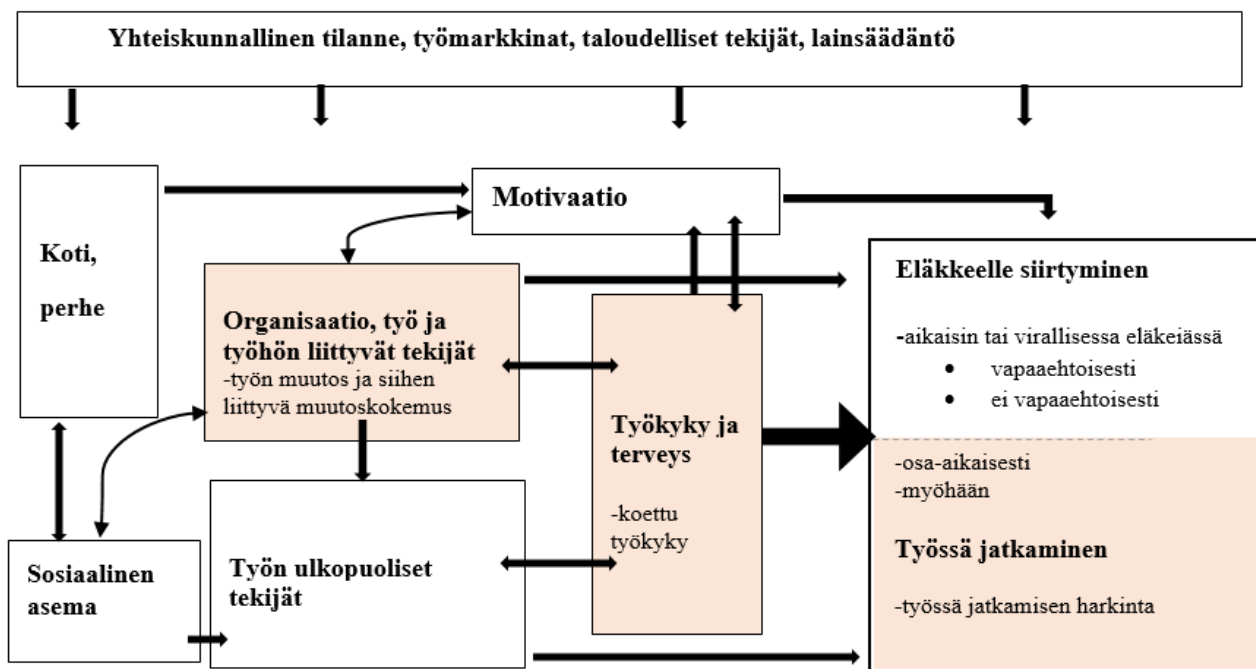 Yhteiskunnallinen tilanne, työmarkkinat, taloudelliset tekijät, lainsäädäntö
Koti,
perhe
Motivaatio
Organisaatio, työ ja
työhön liittyvät tekijät
-työn muutos ja siihen
liittyvä muutoskokemus
Työkyky ja
terveys
-koettu
työkyky
Eläkkeelle siirtyminen
-aikaisin tai virallisessa eläkeiässä
• vapaaehtoisesti
• ei vapaaehtoisesti
-osa-aikaisesti
-myöhään
Työssä jatkaminen
-työssä jatkamisen harkinta
Sosiaalinen
asema
Työn ulkopuoliset
tekijät